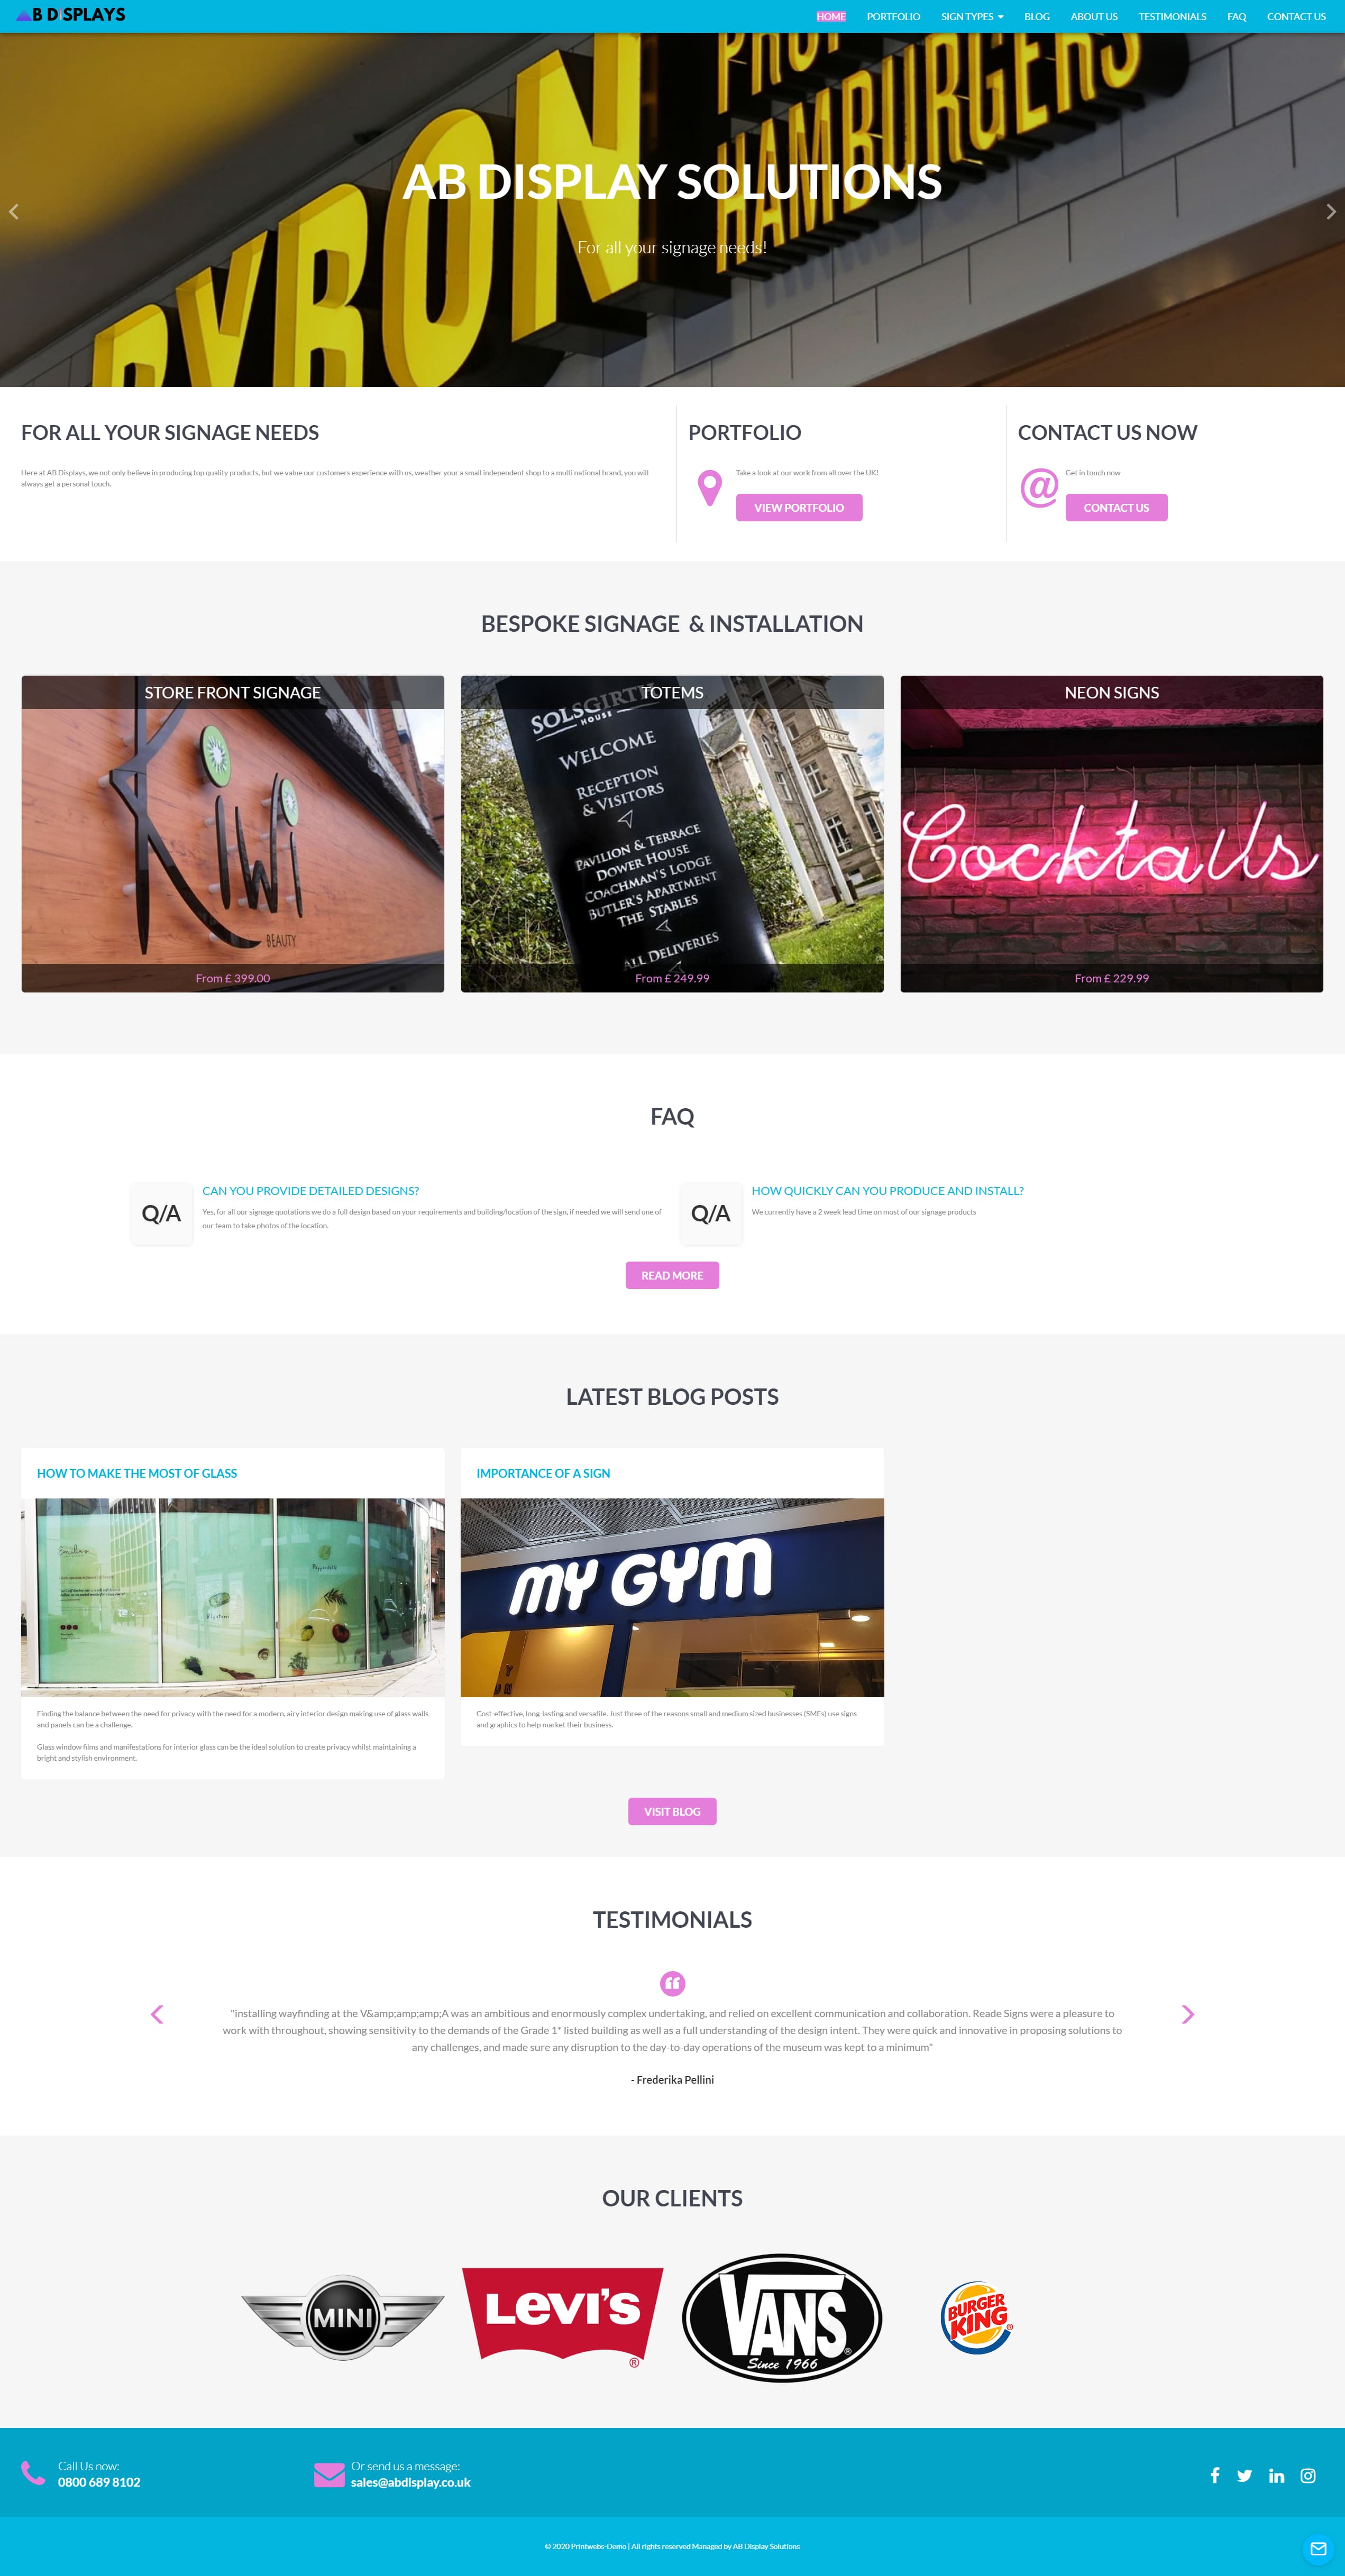 AB DISPLAYS
HOME PORTFOLIO SIGN TYPES BLOG ABOUT US TESTIMONIALS FAQ CONTACT US
PYRON
HAMBURGERS
AB DISPLAY SOLUTIONS
For all your signage needs!
FOR ALL YOUR SIGNAGE NEEDS
Here at AB Displays, we not only believe in producing top quality products, but we value our customers experience with us, weather your a small independent shop to a multi national brand, you will
always get a personal touch.
PORTFOLIO
Take a look at our work from all over the UK!
VIEW PORTFOLIO
CONTACT US NOW
@
Get in touch now
CONTACT US
BESPOKE SIGNAGE & INSTALLATION
STORE FRONT SIGNAGE
Kiwi
BEAUTY
From £ 399.00
TOTEMS
SOLSGIRTH
HOUSE
WELCOME
RECEPTION
& VISITORS
PAVILION & TERRACE
DOWER HOUSE
COACHMAN'S LODGE
BUTLER'S APARTMENT
THE STABLES
ALL DELIVERIES
From £ 249.99
NEON SIGNS
Cocktails
From £ 229.99
FAQ
Q/A
CAN YOU PROVIDE DETAILED DESIGNS?
Yes, for all our signage quotations we do a full design based on your requirements and building/location of the sign, if needed we will send one of
our team to take photos of the location.
Q/A
HOW QUICKLY CAN YOU PRODUCE AND INSTALL?
We currently have a 2 week lead time on most of our signage products
READ MORE
LATEST BLOG POSTS
HOW TO MAKE THE MOST OF GLASS
Finding the balance between the need for privacy with the need for a modern, airy interior design making use of glass walls
and panels can be a challenge.
Glass window films and manifestations for interior glass can be the ideal solution to create privacy whilst maintaining a
bright and stylish environment.
IMPORTANCE OF A SIGN
MY GYM
Cost-effective, long-lasting and versatile. Just three of the reasons small and medium sized businesses (SMEs) use signs
and graphics to help market their business.
VISIT BLOG
TESTIMONIALS
"installing wayfinding at the V&amp;amp;amp;A was an ambitious and enormously complex undertaking, and relied on excellent communication and collaboration. Reade Signs were a pleasure to
work with throughout, showing sensitivity to the demands of the Grade 1* listed building as well as a full understanding of the design intent. They were quick and innovative in proposing solutions to
any challenges, and made sure any disruption to the day-to-day operations of the museum was kept to a minimum"
- Frederika Pellini
OUR CLIENTS
MINI
LEVI'S
®
VANS
®
Since 1966
BURGER
KING
®
Call Us now:
0800 689 8102
Or send us a message:
sales@abdisplay.co.uk
© 2020 Printwebs-Demo | All rights reserved Managed by AB Display Solutions